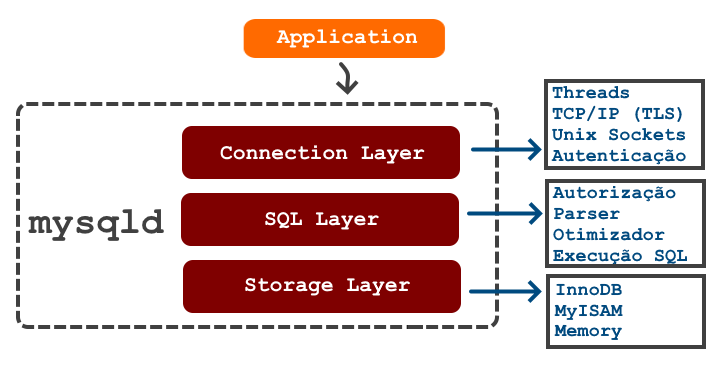 Application
mysqld
Connection Layer
Threads
TCP/IP (TLS)
Unix Sockets
Autenticação
SQL Layer
Autorização
Parser
Otimizador
Execução SQL
Storage Layer
InnoDB
MyISAM
Memory